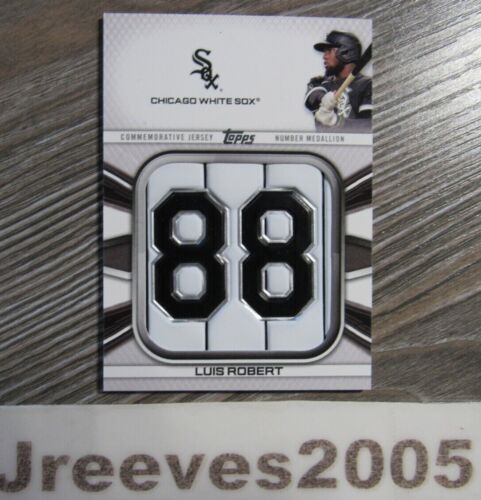 Sox
CHICAGO WHITE SOX®
COMMEMORATIVE JERSEY Topps NUMBER MEDALLION
88
LUIS ROBERT
Jreeves2005